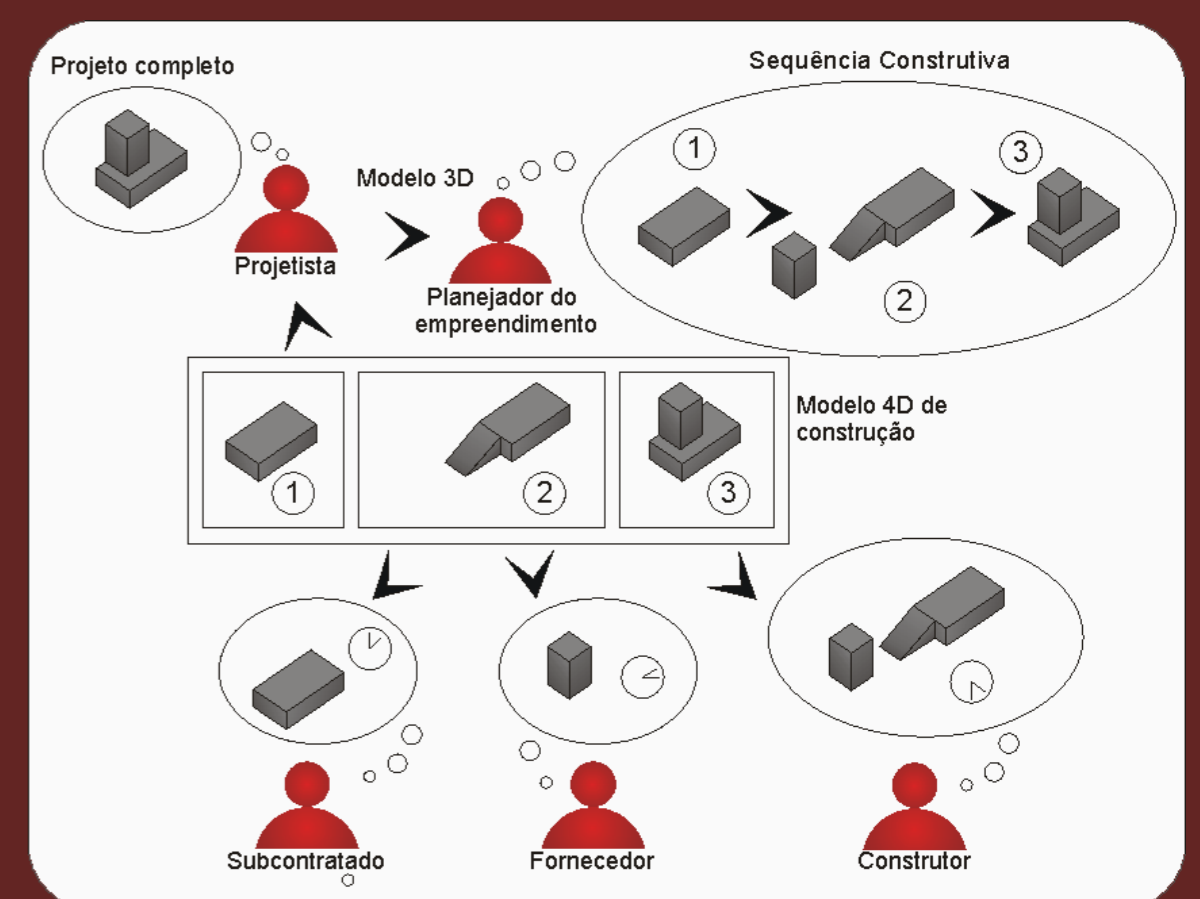 Projeto completo
Sequência Construtiva
1
3
Modelo 3D
Projetista
Planejador do
empreendimento
2
Modelo 4D de
construção
1
2
3
Subcontratado
Fornecedor
Construtor